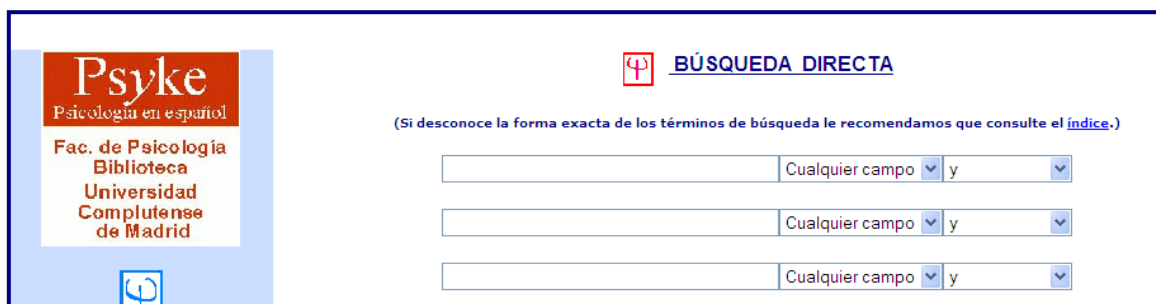 Psyke
Psicología en español
Fac. de Psicología
Biblioteca
Universidad
Complutense
de Madrid
BÚSQUEDA DIRECTA
(Si desconoce la forma exacta de los términos de búsqueda le recomendamos que consulte el índice.)
Cualquier campo y
Cualquier campo y
Cualquier campo y